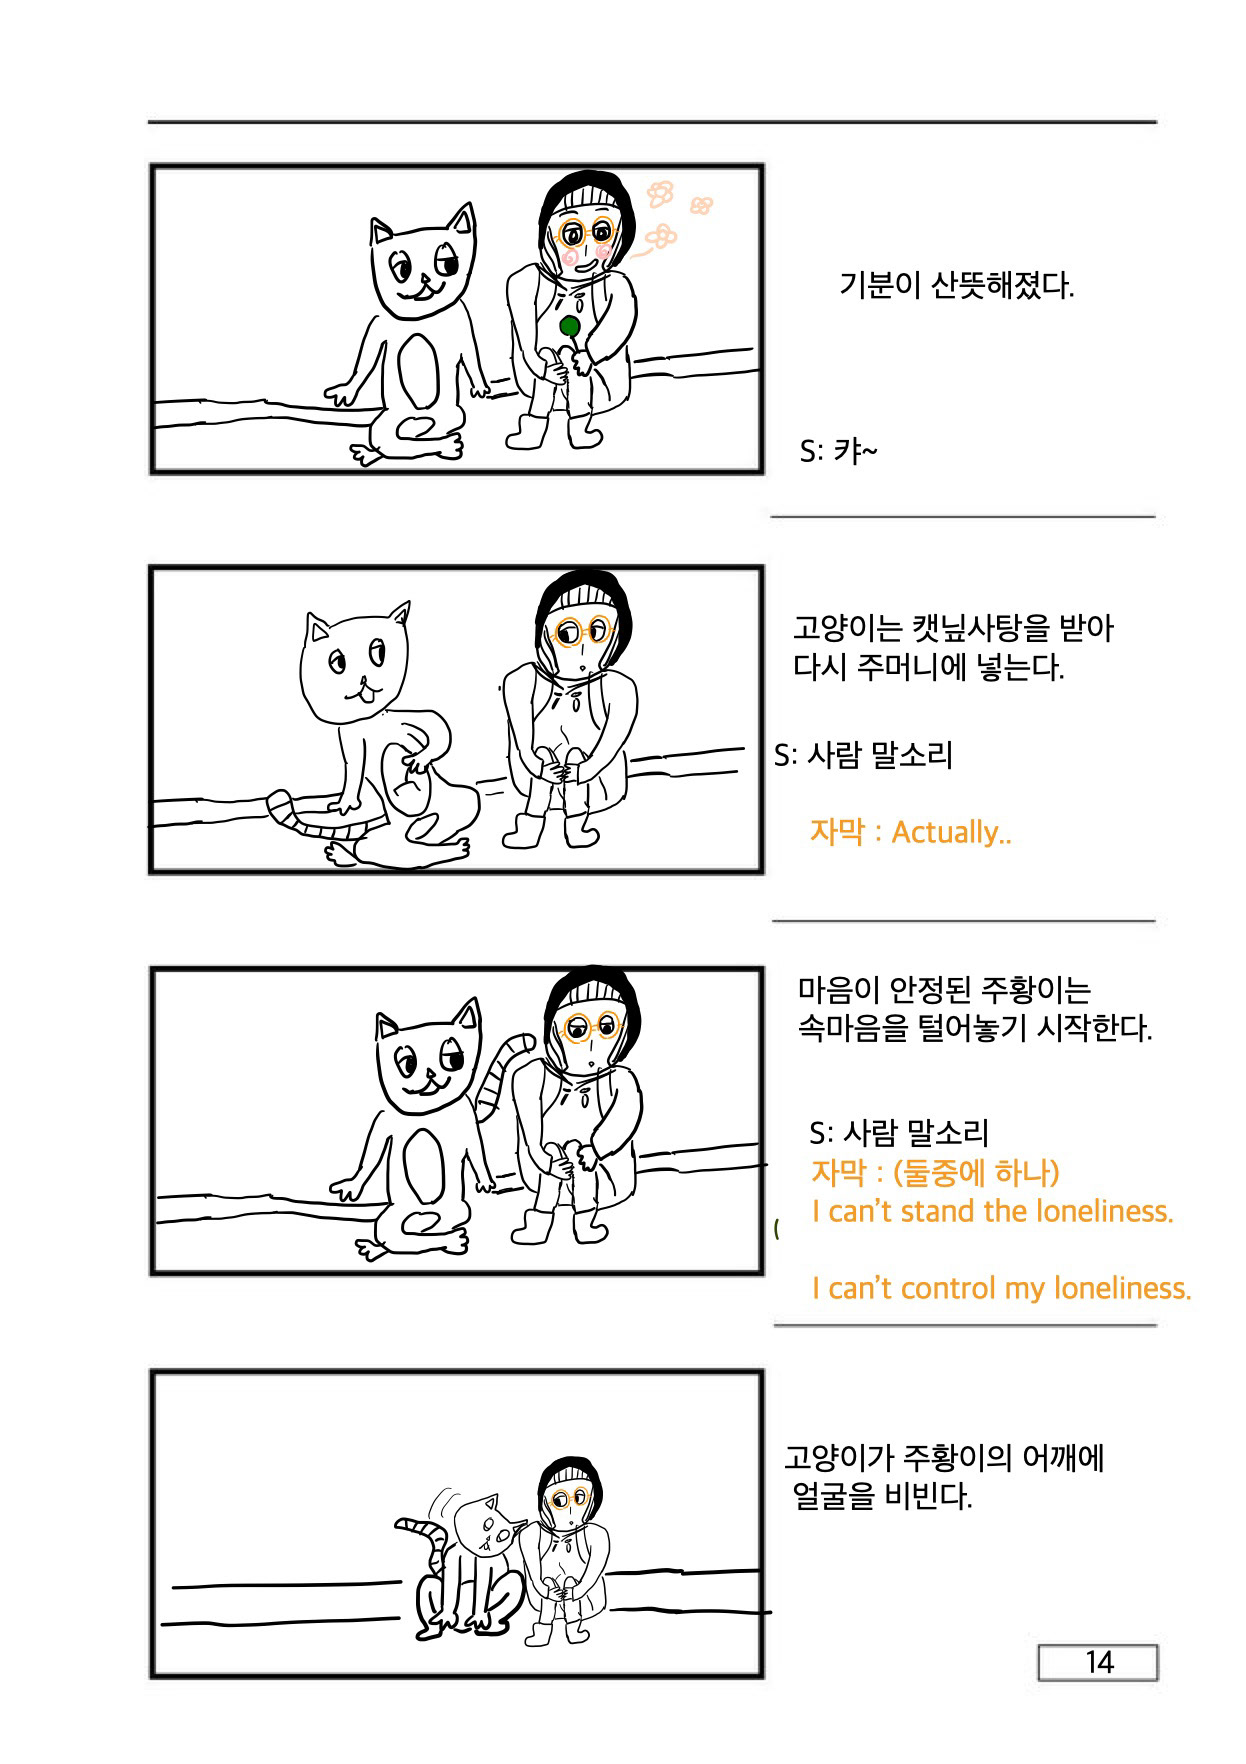 기분이 산뜻해졌다.
S: 캬~
고양이는 캣닢사탕을 받아
다시 주머니에 넣는다.
S: 사람 말소리
자막 : Actually..
마음이 안정된 주황이는
속마음을 털어놓기 시작한다.
S: 사람 말소리
자막 : (둘중에 하나)
I can't stand the loneliness.
(
I can't control my loneliness.
고양이가 주황이의 어깨에
얼굴을 비빈다.
14